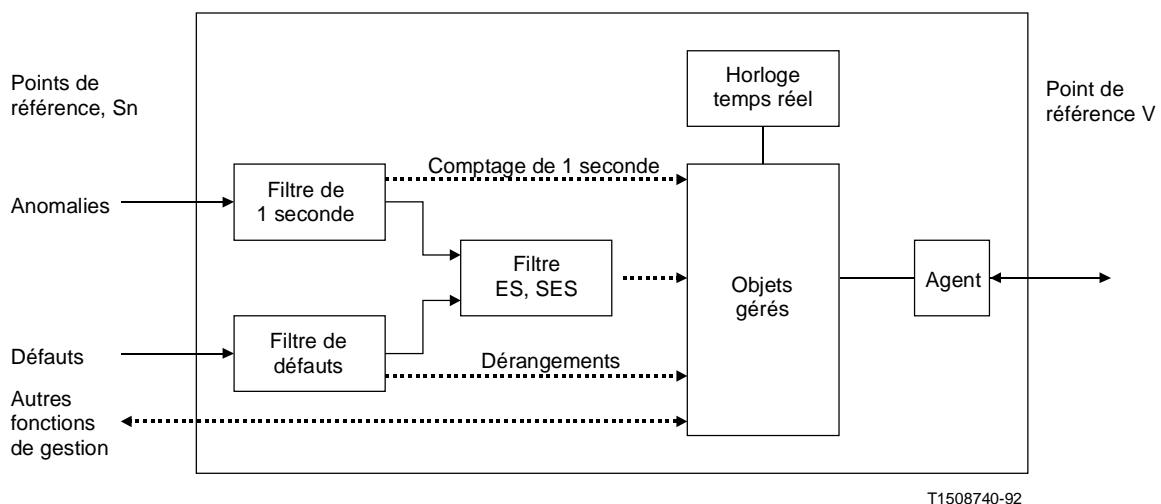 Points de
référence, Sn
Horloge
temps réel
Point de
référence V
Comptage de 1 seconde
Anomalies
Filtre de
1 seconde
Filtre
ES, SES
Objets
gérés
Agent
Défauts
Filtre de
défauts
Dérangements
Autres
fonctions
de gestion
T1508740-92